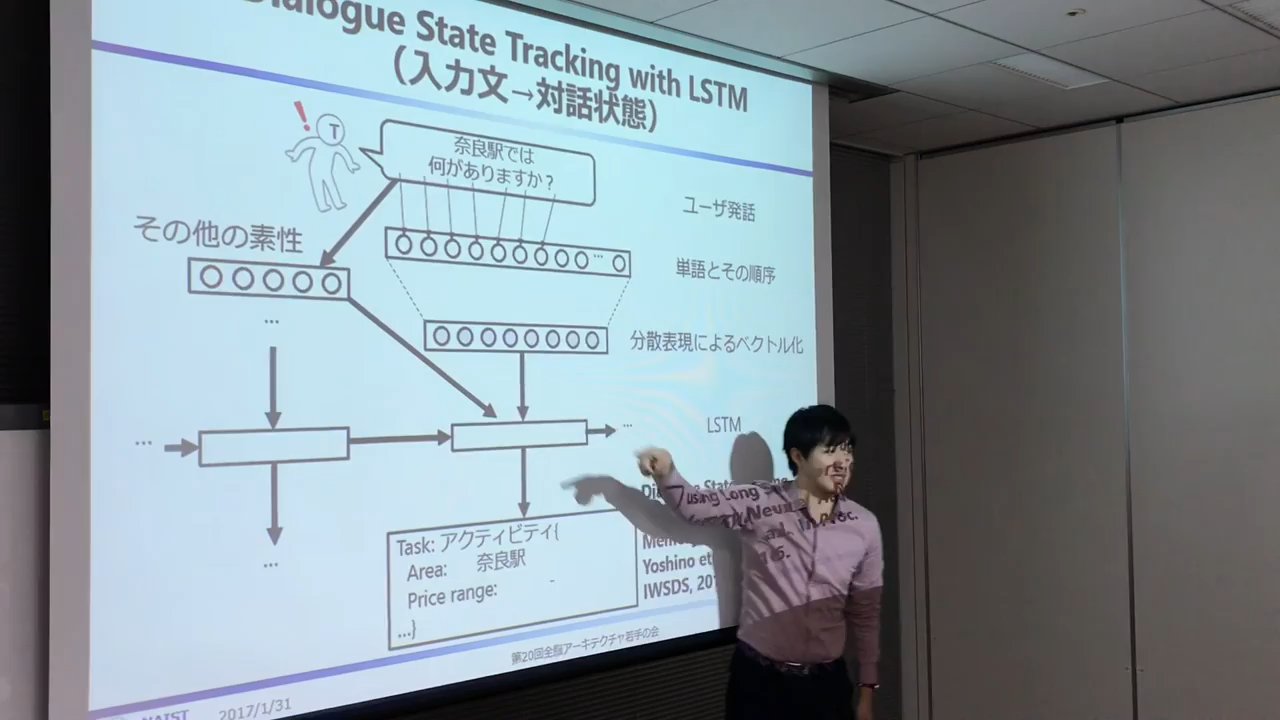 Dialogue State Tracking with LSTM
(入力文→対話状態)
!
T
奈良駅では
何がありますか?
ユーザ発話
その他の素性
...
単語とその順序
...
分散表現によるベクトル化
...
...
LSTM
Task: アクティビティ{
Area: 奈良駅
Price range: -
...}
...
using Long
Yoshino et
IWSDS, 201
第20回全脳アーキテクチャ若手の会
NAIST 2017/1/31